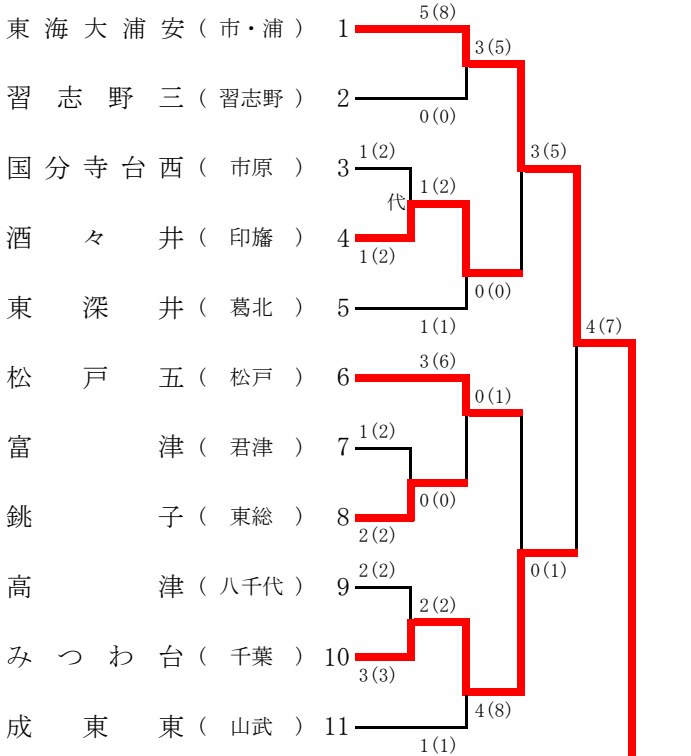 5(8)
東海大浦安(市・浦) 1
3(5)
習志野三(習志野) 2
0(0)
1(2)
3(5)
国分寺台西(市原) 3
1(2)
代
酒々井(印旛) 4
1(2)
0(0)
東深井(葛北) 5
1(1)
4(7)
3(6)
松戸五(松戸) 6
0(1)
1(2)
富津(君津) 7
0(0)
銚子(東総) 8
2(2)
2(2)
0(1)
高津(八千代) 9
2(2)
みつわ台(千葉) 10
3(3)
4(8)
成東東(山武) 11
1(1)